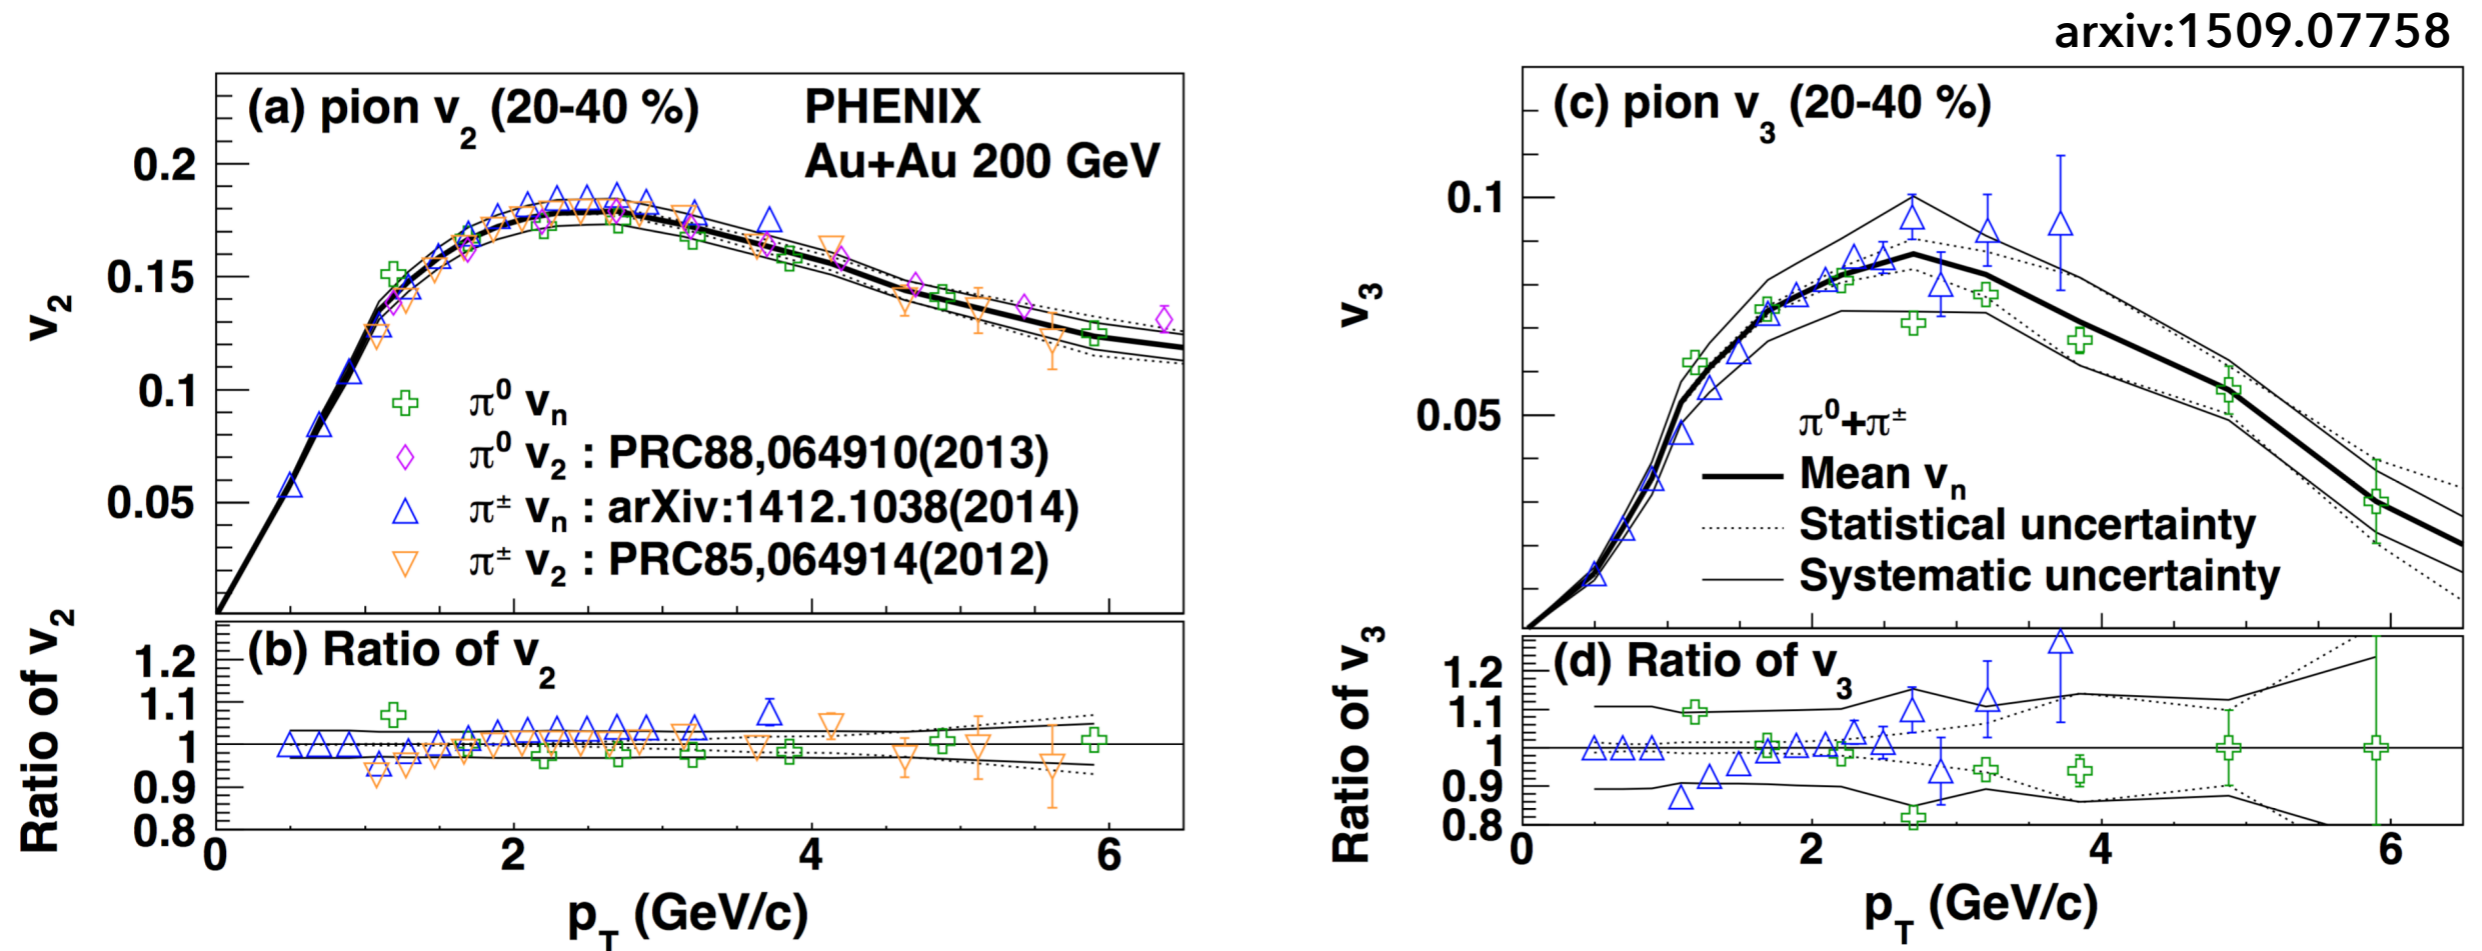 arxiv:1509.07758
(a) pion v2 (20-40 %)
PHENIX
Au+Au 200 GeV
v2
0.2
0.15
0.1
0.05
π0 vn
π0 v2 : PRC88,064910(2013)
π± vn : arXiv:1412.1038(2014)
π± v2 : PRC85,064914(2012)
(b) Ratio of v2
Ratio of v2
1.2
1.1
1
0.9
0.8
0 2 4 6
pT (GeV/c)
(c) pion v3 (20-40 %)
v3
0.1
0.05
π0+π±
Mean vn
Statistical uncertainty
Systematic uncertainty
(d) Ratio of v3
Ratio of v3
1.2
1.1
1
0.9
0.8
0 2 4 6
pT (GeV/c)